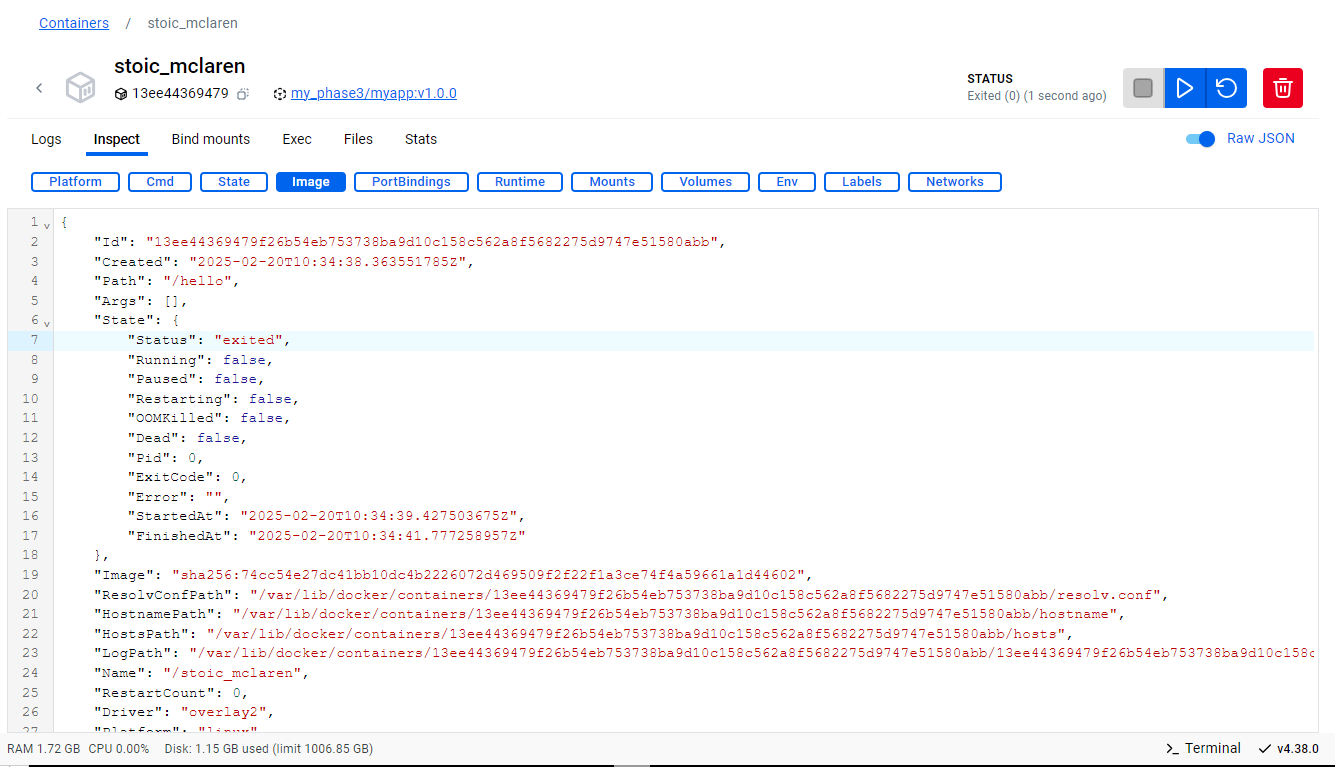 Containers / stoic_mclaren
stoic_mclaren
13ee44369479 my_phase3/myapp:v1.0.0
STATUS
Exited (0) (1 second ago)
Logs Inspect Bind mounts Exec Files Stats Raw JSON
Platform Cmd State Image PortBindings Runtime Mounts Volumes Env Labels Networks
1 {
2 "Id": "13ee44369479f26b54eb753738ba9d10c158c562a8f5682275d9747e51580abb",
3 "Created": "2025-02-20T10:34:38.363551785Z",
4 "Path": "/hello",
5 "Args": [],
6 "State": {
7 "Status": "exited",
8 "Running": false,
9 "Paused": false,
10 "Restarting": false,
11 "OOMKilled": false,
12 "Dead": false,
13 "Pid": 0,
14 "ExitCode": 0,
15 "Error": "",
16 "StartedAt": "2025-02-20T10:34:39.427503675Z",
17 "FinishedAt": "2025-02-20T10:34:41.777258957Z"
18 },
19 "Image": "sha256:74cc54e27dc41bb10dc4b2226072d469509f2f22f1a3ce74f4a59661a1d44602",
20 "ResolvConfPath": "/var/lib/docker/containers/13ee44369479f26b54eb753738ba9d10c158c562a8f5682275d9747e51580abb/resolv.conf",
21 "HostnamePath": "/var/lib/docker/containers/13ee44369479f26b54eb753738ba9d10c158c562a8f5682275d9747e51580abb/hostname",
22 "HostsPath": "/var/lib/docker/containers/13ee44369479f26b54eb753738ba9d10c158c562a8f5682275d9747e51580abb/hosts",
23 "LogPath": "/var/lib/docker/containers/13ee44369479f26b54eb753738ba9d10c158c562a8f5682275d9747e51580abb/13ee44369479f26b54eb753738ba9d10c158c
24 "Name": "/stoic_mclaren",
25 "RestartCount": 0,
26 "Driver": "overlay2",
27 "Platform": "linux"
RAM 1.72 GB CPU 0.00% Disk: 1.15 GB used (limit 1006.85 GB) Terminal v4.38.0